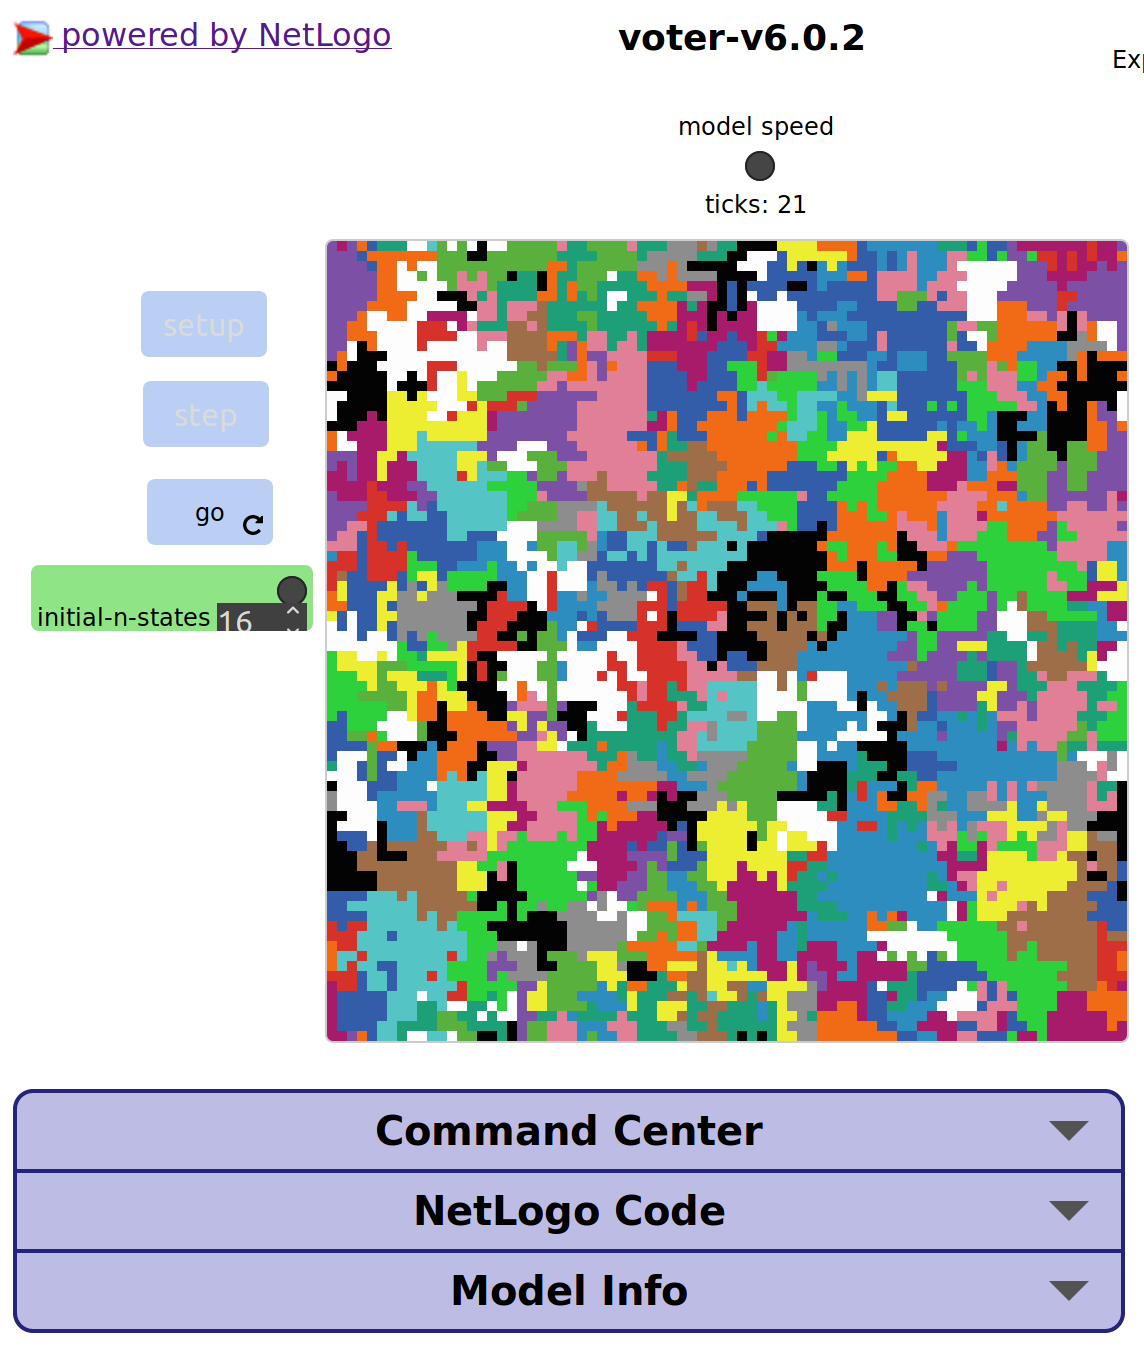 powered by NetLogo
voter-v6.0.2
model speed
ticks: 21
setup
step
go
initial-n-states 16
Command Center
NetLogo Code
Model Info